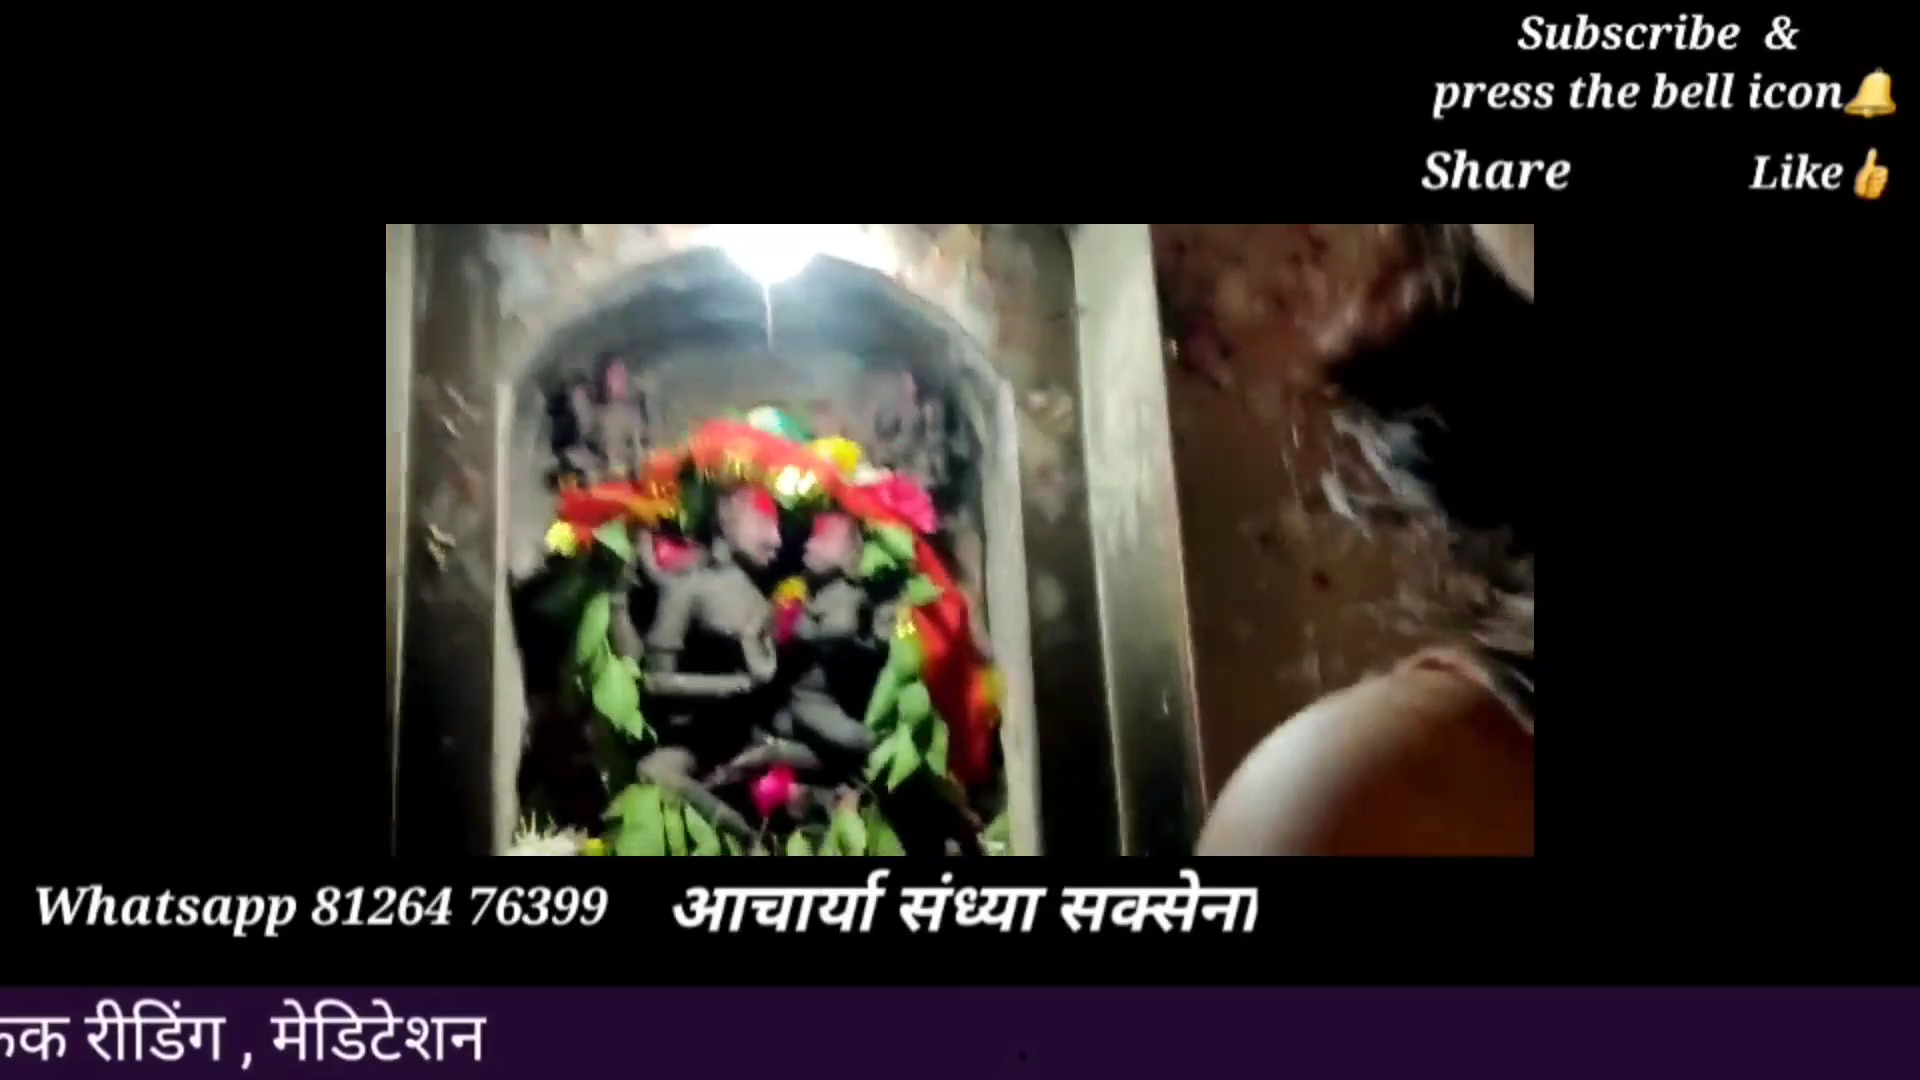 Subscribe &
press the bell icon🔔
Share Like👍
Whatsapp 81264 76399 आचार्या संध्या सक्सेना
रीडिंग , मेडिटेशन